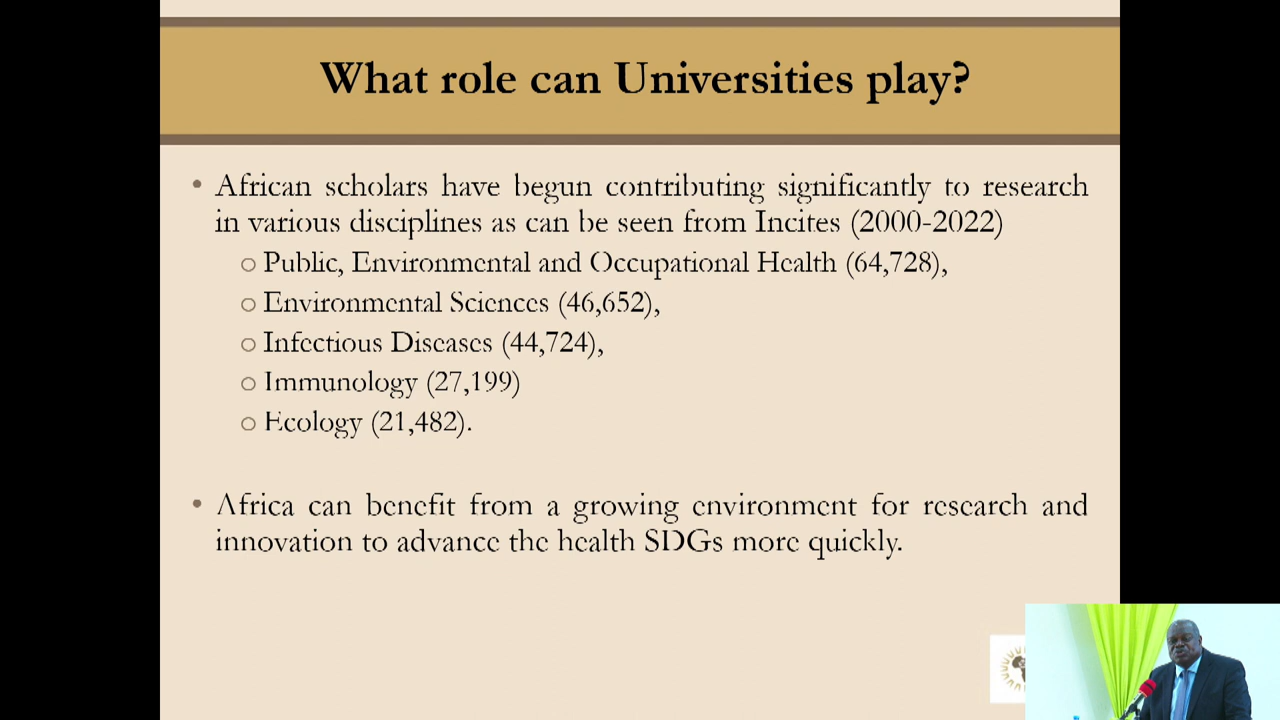 What role can Universities play?
• African scholars have begun contributing significantly to research
in various disciplines as can be seen from Incites (2000-2022)
○ Public, Environmental and Occupational Health (64,728),
○ Environmental Sciences (46,652),
○ Infectious Diseases (44,724),
○ Immunology (27,199)
○ Ecology (21,482).
• Africa can benefit from a growing environment for research and
innovation to advance the health SDGs more quickly.